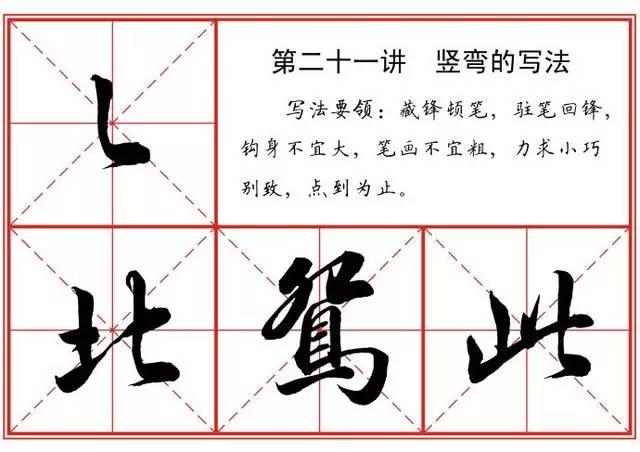 第二十一讲　竖弯的写法
写法要领：藏锋顿笔，驻笔回锋，
钩身不宜大，笔画不宜粗，力求小巧
别致，点到为止。
北 鸳 此